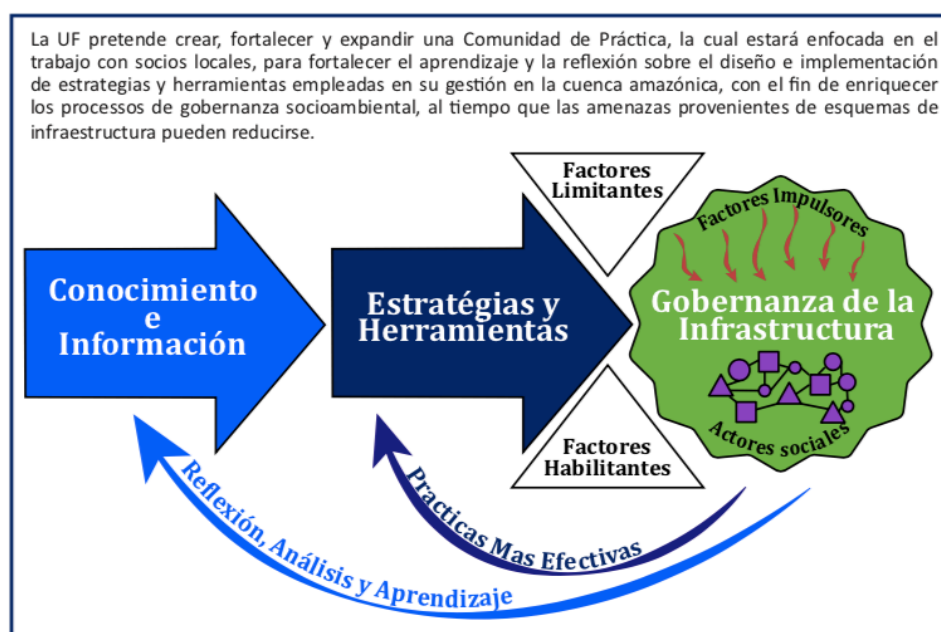 La UF pretende crear, fortalecer y expandir una Comunidad de Práctica, la cual estará enfocada en el
trabajo con socios locales, para fortalecer el aprendizaje y la reflexión sobre el diseño e implementación
de estrategias y herramientas empleadas en su gestión en la cuenca amazónica, con el fin de enriquecer
los procesos de gobernanza socioambiental, al tiempo que las amenazas provenientes de esquemas de
infraestructura pueden reducirse.
Factores
Limitantes
Factores Impulsores
Conocimiento
e
Información
Estratégias y
Herramientas
Gobernanza de la
Infrastructura
Factores
Habilitantes
Actores sociales
Practicas Mas Efectivas
Reflexión, Análisis y Aprendizaje